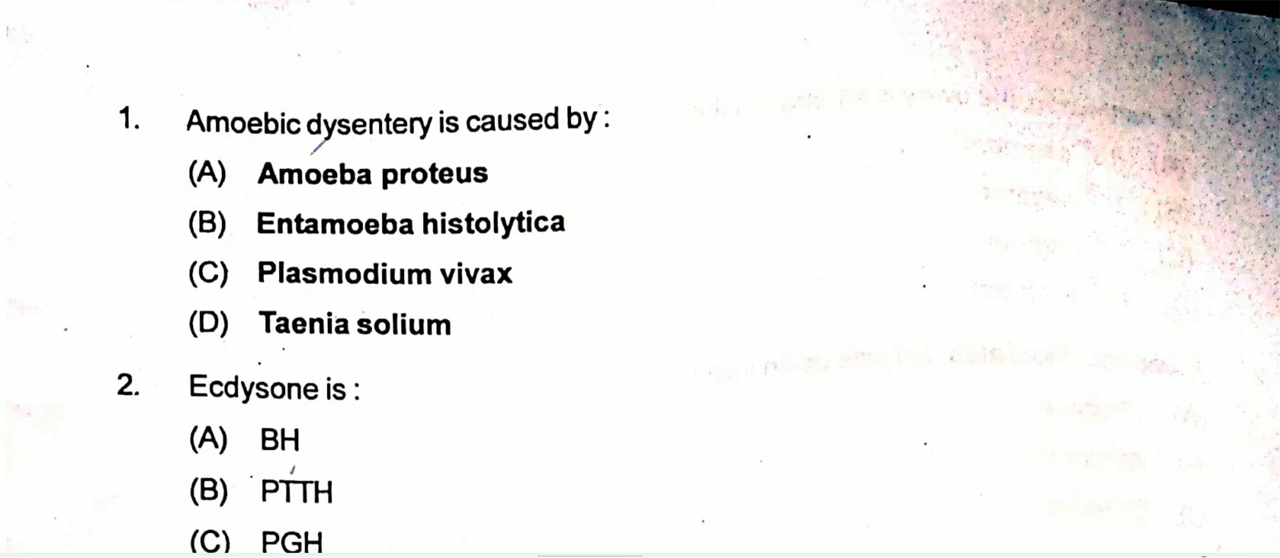 1. Amoebic dysentery is caused by :
(A) Amoeba proteus
(B) Entamoeba histolytica
(C) Plasmodium vivax
(D) Taenia solium
2. Ecdysone is :
(A) BH
(B) PTTH
(C) PGH